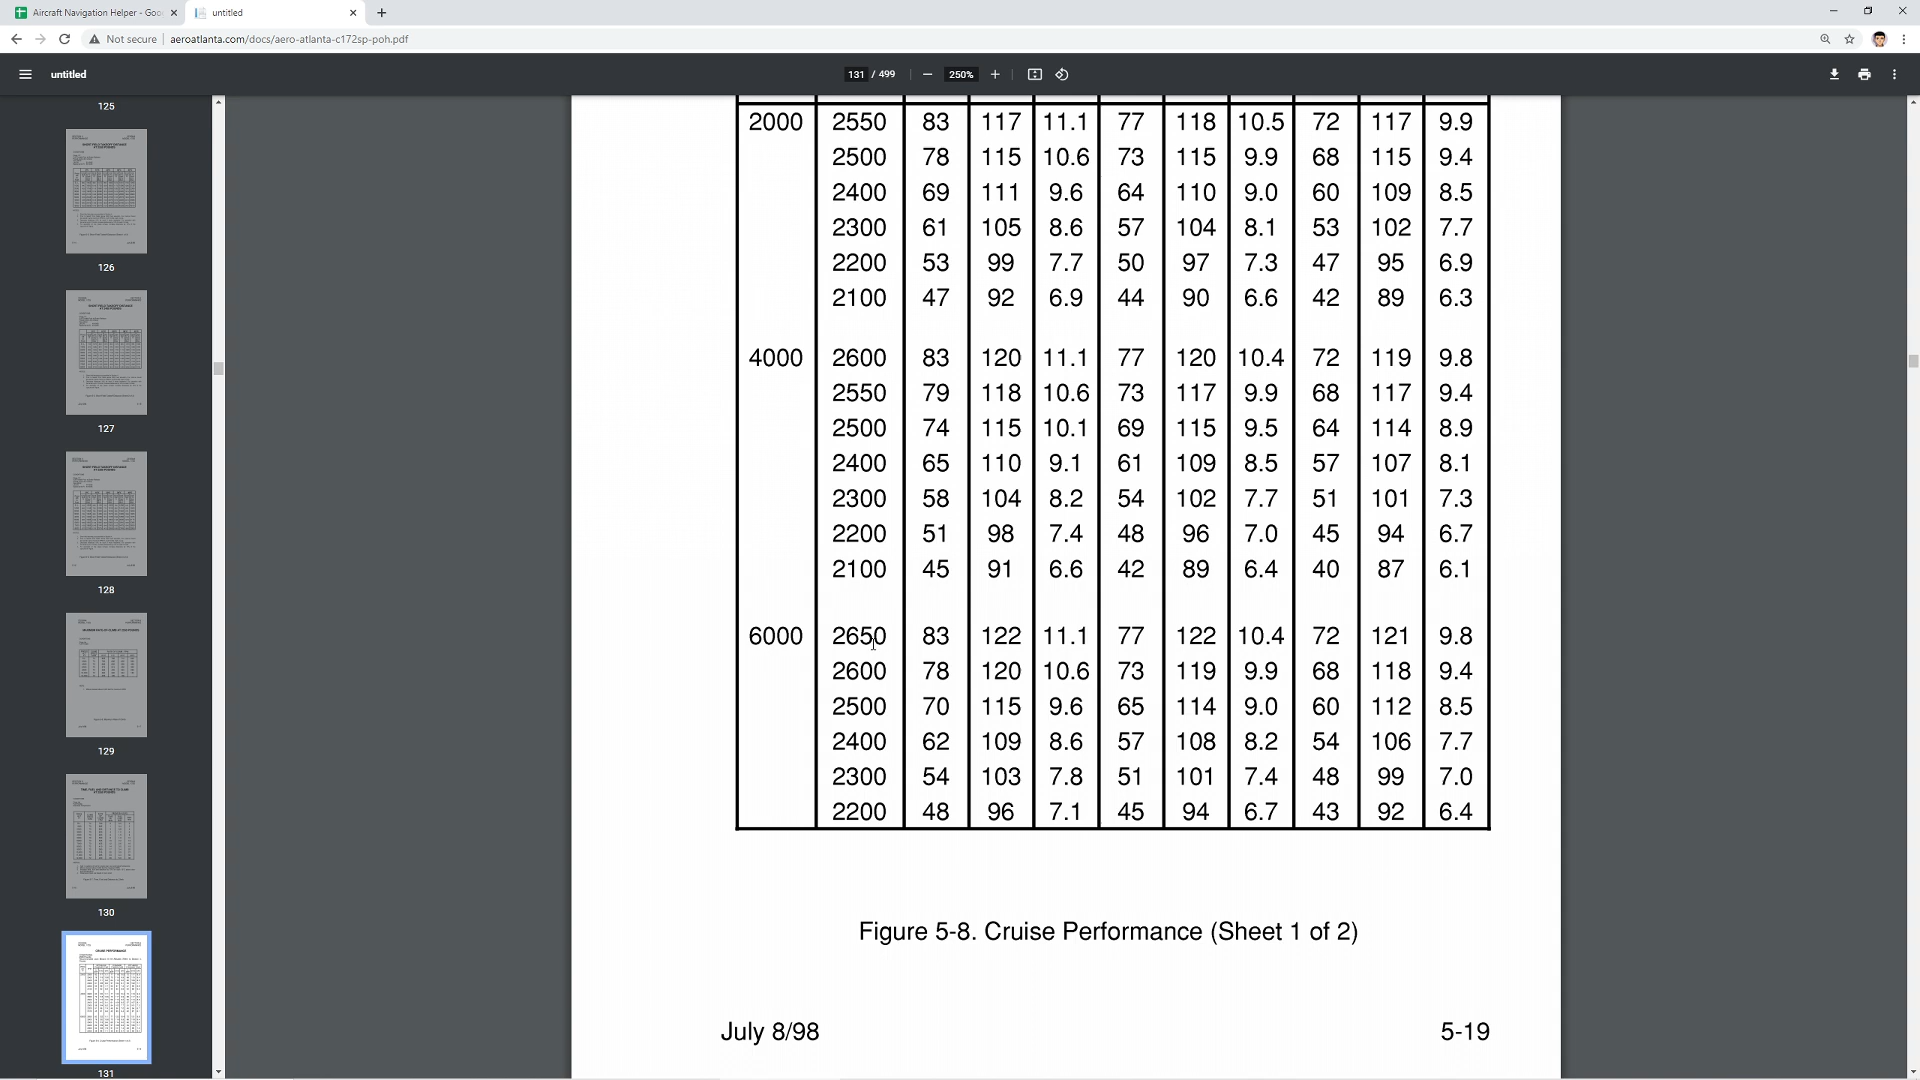 Aircraft Navigation Helper - Goo
untitled
Not secure
aeroatlanta.com/docs/aero-atlanta-c172sp-poh.pdf
untitled
131 / 499
250%
125
126
127
128
129
130
131
2000 2550 83 117 11.1 77 118 10.5 72 117 9.9
2500 78 115 10.6 73 115 9.9 68 115 9.4
2400 69 111 9.6 64 110 9.0 60 109 8.5
2300 61 105 8.6 57 104 8.1 53 102 7.7
2200 53 99 7.7 50 97 7.3 47 95 6.9
2100 47 92 6.9 44 90 6.6 42 89 6.3
4000 2600 83 120 11.1 77 120 10.4 72 119 9.8
2550 79 118 10.6 73 117 9.9 68 117 9.4
2500 74 115 10.1 69 115 9.5 64 114 8.9
2400 65 110 9.1 61 109 8.5 57 107 8.1
2300 58 104 8.2 54 102 7.7 51 101 7.3
2200 51 98 7.4 48 96 7.0 45 94 6.7
2100 45 91 6.6 42 89 6.4 40 87 6.1
6000 2650 83 122 11.1 77 122 10.4 72 121 9.8
2600 78 120 10.6 73 119 9.9 68 118 9.4
2500 70 115 9.6 65 114 9.0 60 112 8.5
2400 62 109 8.6 57 108 8.2 54 106 7.7
2300 54 103 7.8 51 101 7.4 48 99 7.0
2200 48 96 7.1 45 94 6.7 43 92 6.4
Figure 5-8. Cruise Performance (Sheet 1 of 2)
July 8/98
5-19